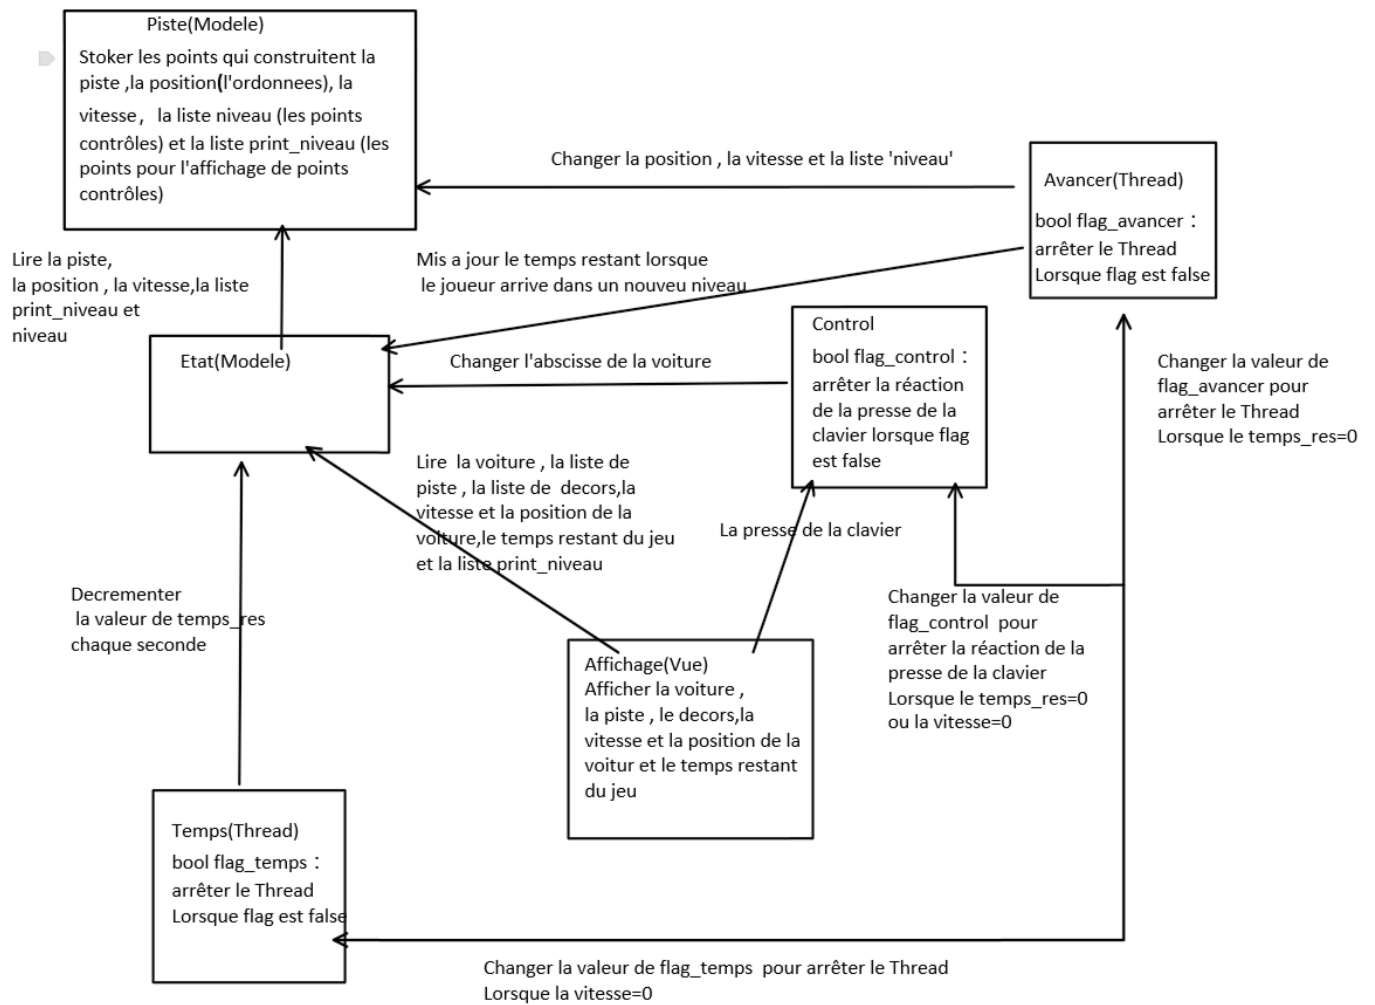 Piste(Modele)
Stoker les points qui construitent la
piste ,la position(l'ordonnees), la
vitesse， la liste niveau (les points
contrôles) et la liste print_niveau (les
points pour l'affichage de points
contrôles)
Changer la position , la vitesse et la liste 'niveau'
Avancer(Thread)
bool flag_avancer：
arrêter le Thread
Lorsque flag est false
Lire la piste,
la position , la vitesse,la liste
print_niveau et
niveau
Mis a jour le temps restant lorsque
le joueur arrive dans un nouveu niveau
Etat(Modele)
Changer l'abscisse de la voiture
Control
bool flag_control：
arrêter la réaction
de la presse de la
clavier lorsque flag
est false
Changer la valeur de
flag_avancer pour
arrêter le Thread
Lorsque le temps_res=0
Lire la voiture , la liste de
piste , la liste de decors,la
vitesse et la position de la
voiture,le temps restant du jeu
et la liste print_niveau
La presse de la clavier
Decrementer
la valeur de temps_res
chaque seconde
Changer la valeur de
flag_control pour
arrêter la réaction de la
presse de la clavier
Lorsque le temps_res=0
ou la vitesse=0
Affichage(Vue)
Afficher la voiture ,
la piste , le decors,la
vitesse et la position de la
voitur et le temps restant
du jeu
Temps(Thread)
bool flag_temps：
arrêter le Thread
Lorsque flag est false
Changer la valeur de flag_temps pour arrêter le Thread
Lorsque la vitesse=0